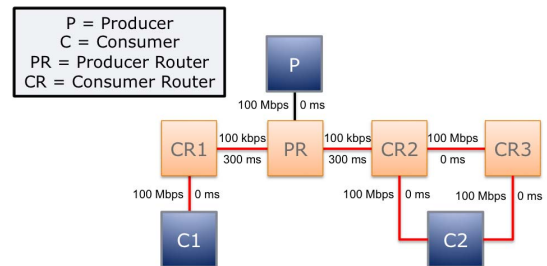 P = Producer
C = Consumer
PR = Producer Router
CR = Consumer Router
P
100 Mbps 0 ms
CR1
100 kbps
300 ms
PR
100 kbps
300 ms
CR2
100 Mbps
0 ms
CR3
100 Mbps 0 ms
100 Mbps 0 ms
100 Mbps 0 ms
C1
C2